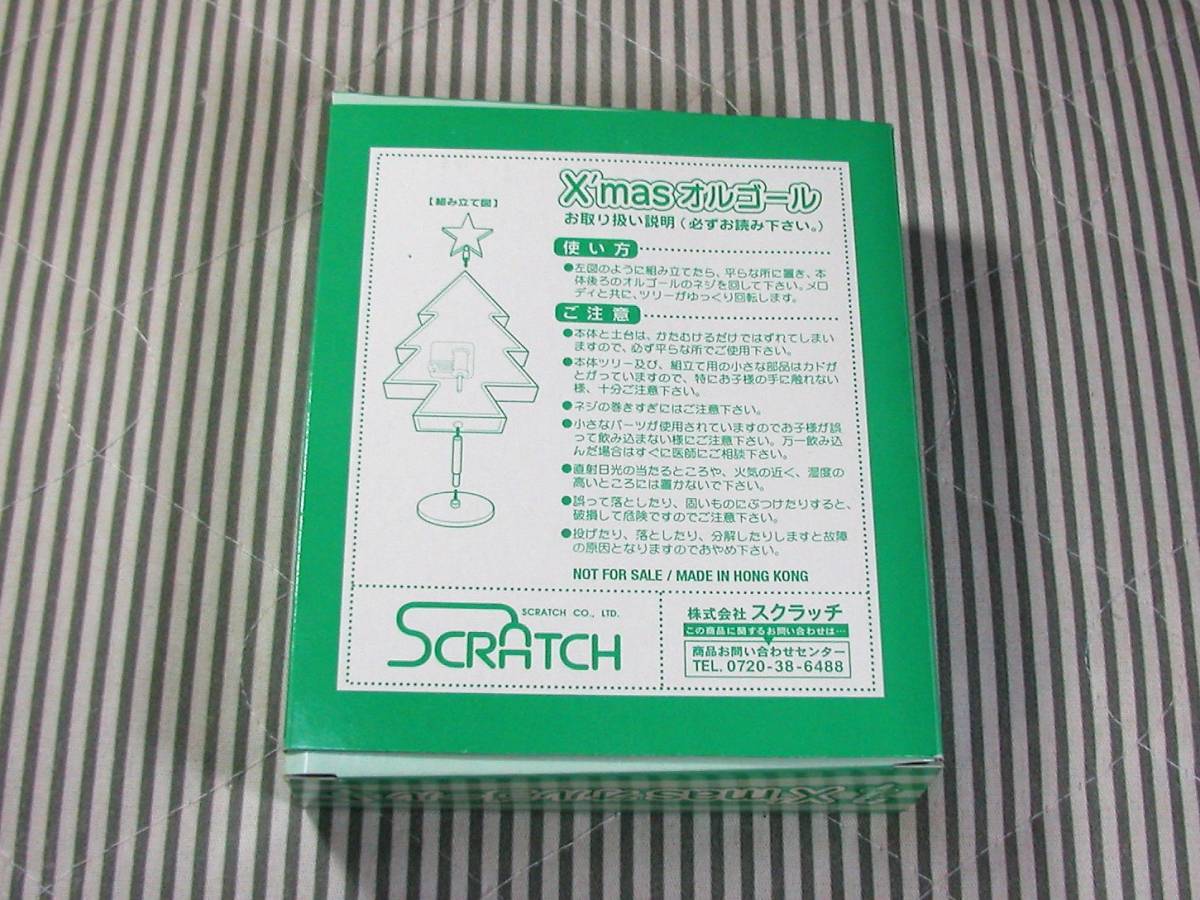 【組み立て図】
X'masオルゴール
お取り扱い説明(必ずお読み下さい。)
使い方
●左図のように組み立てたら、平らな所に置き、本
体後ろのオルゴールのネジを回して下さい。メロ
ディと共に、ツリーがゆっくり回転します。
ご注意
●本体と土台は、かたむけるだけではずれてしまい
ますので、必ず平らな所でご使用下さい。
●本体ツリー及び、組立て用の小さな部品はカドが
とがっていますので、特にお子様の手に触れない
様、十分ご注意下さい。
●ネジの巻きすぎにはご注意下さい。
●小さなパーツが使用されていますのでお子様が誤
って飲み込まない様にご注意下さい。万一飲み込
んだ場合はすぐに医師にご相談下さい。
●直射日光の当たるところや、火気の近く、湿度の
高いところには置かないで下さい。
●誤って落としたり、固いものにぶつけたりすると、
破損して危険ですのでご注意下さい。
●投げたり、落としたり、分解したりしますと故障
の原因となりますのでおやめ下さい。
NOT FOR SALE / MADE IN HONG KONG
SCRATCH CO., LTD.
SCRATCH
株式会社 スクラッチ
この商品に関するお問い合わせは…
商品お問い合わせセンター
TEL. 0720-38-6488
X'masオルゴール